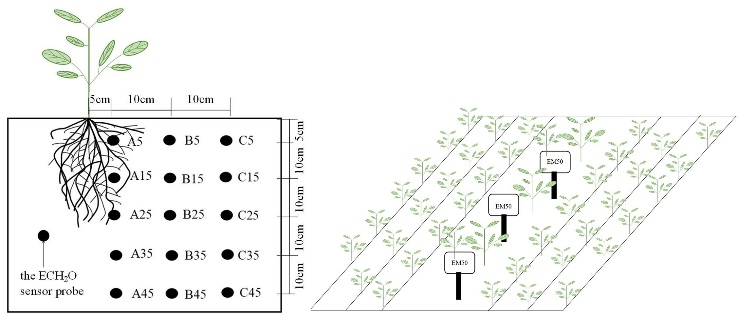 5cm 10cm 10cm
A5 B5 C5
A15 B15 C15
A25 B25 C25
A35 B35 C35
A45 B45 C45
5cm
10cm
10cm
10cm
10cm
the ECH₂O
sensor probe
EM50
EM50
EM50